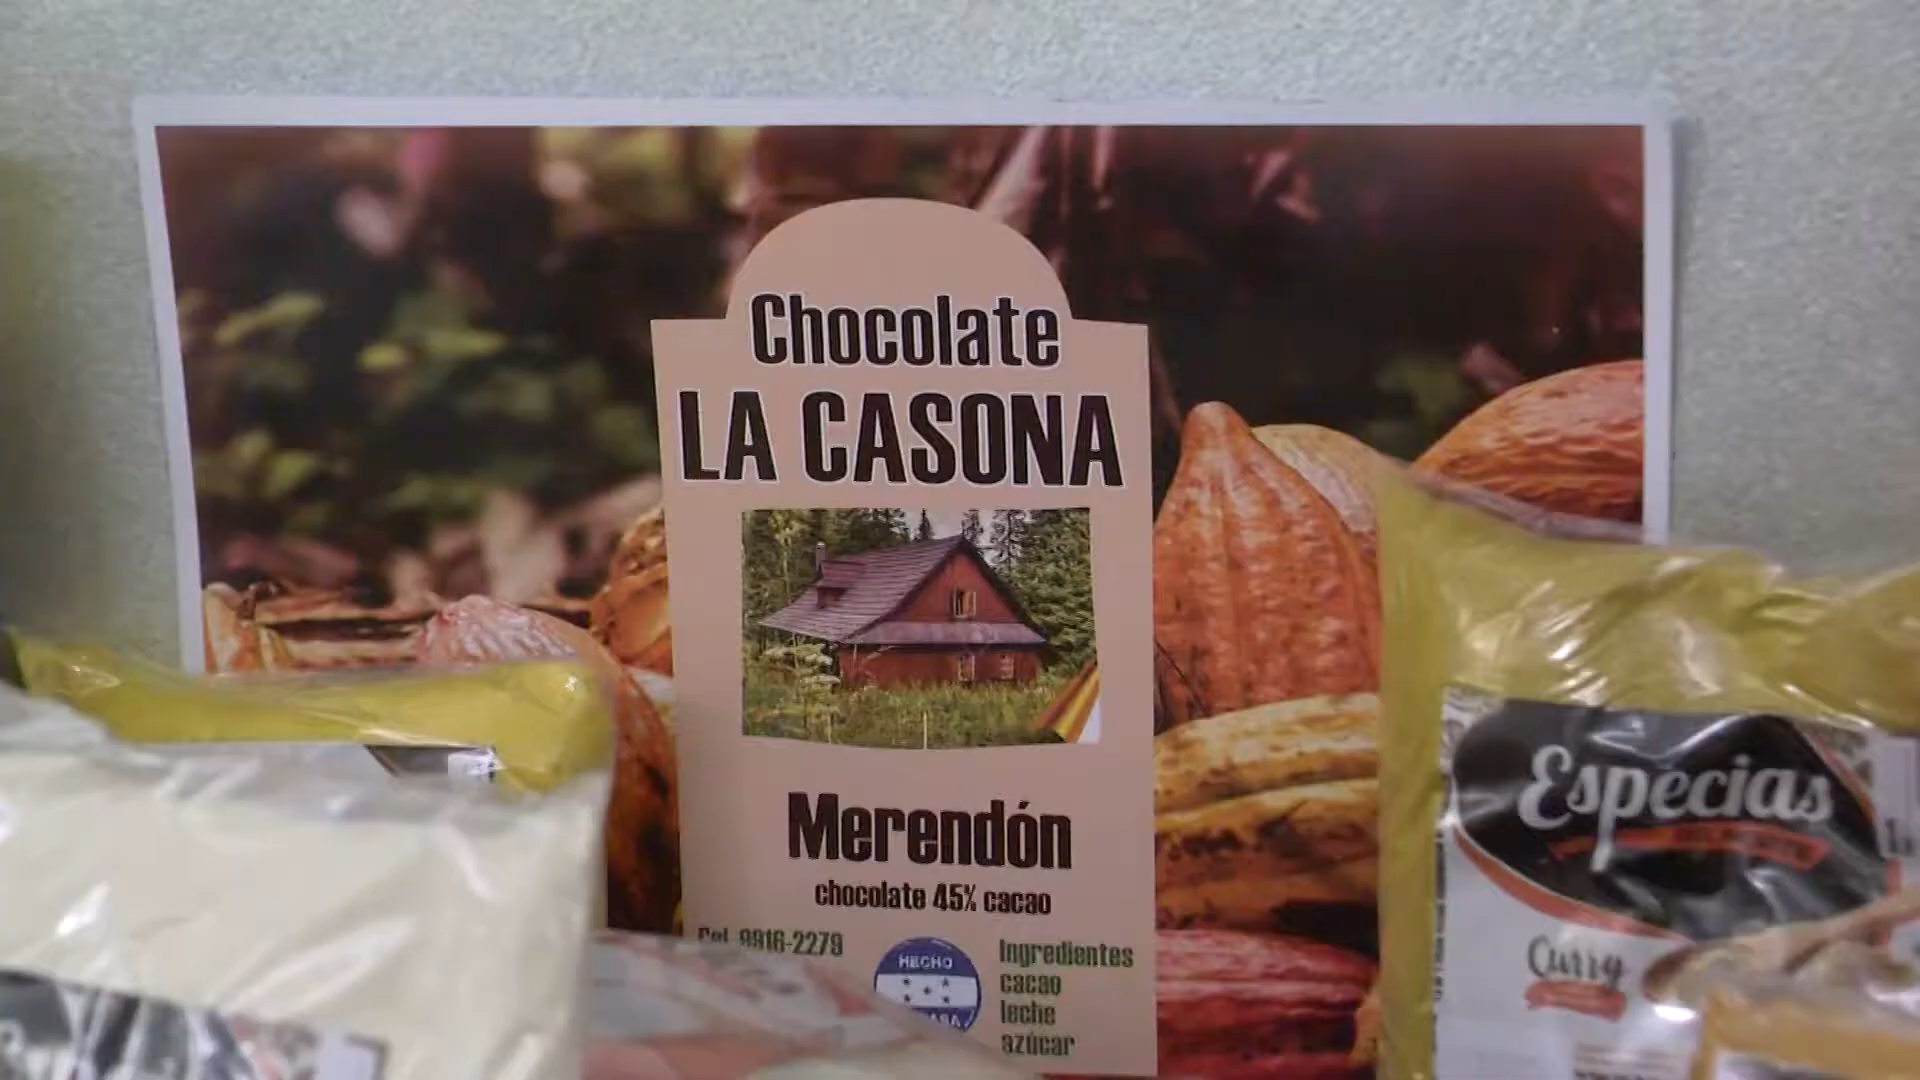 Chocolate
LA CASONA
Merendón
chocolate 45% cacao
Cel. 9916-2279
HECHO
Ingredientes
cacao
leche
azúcar
Especias
Curry